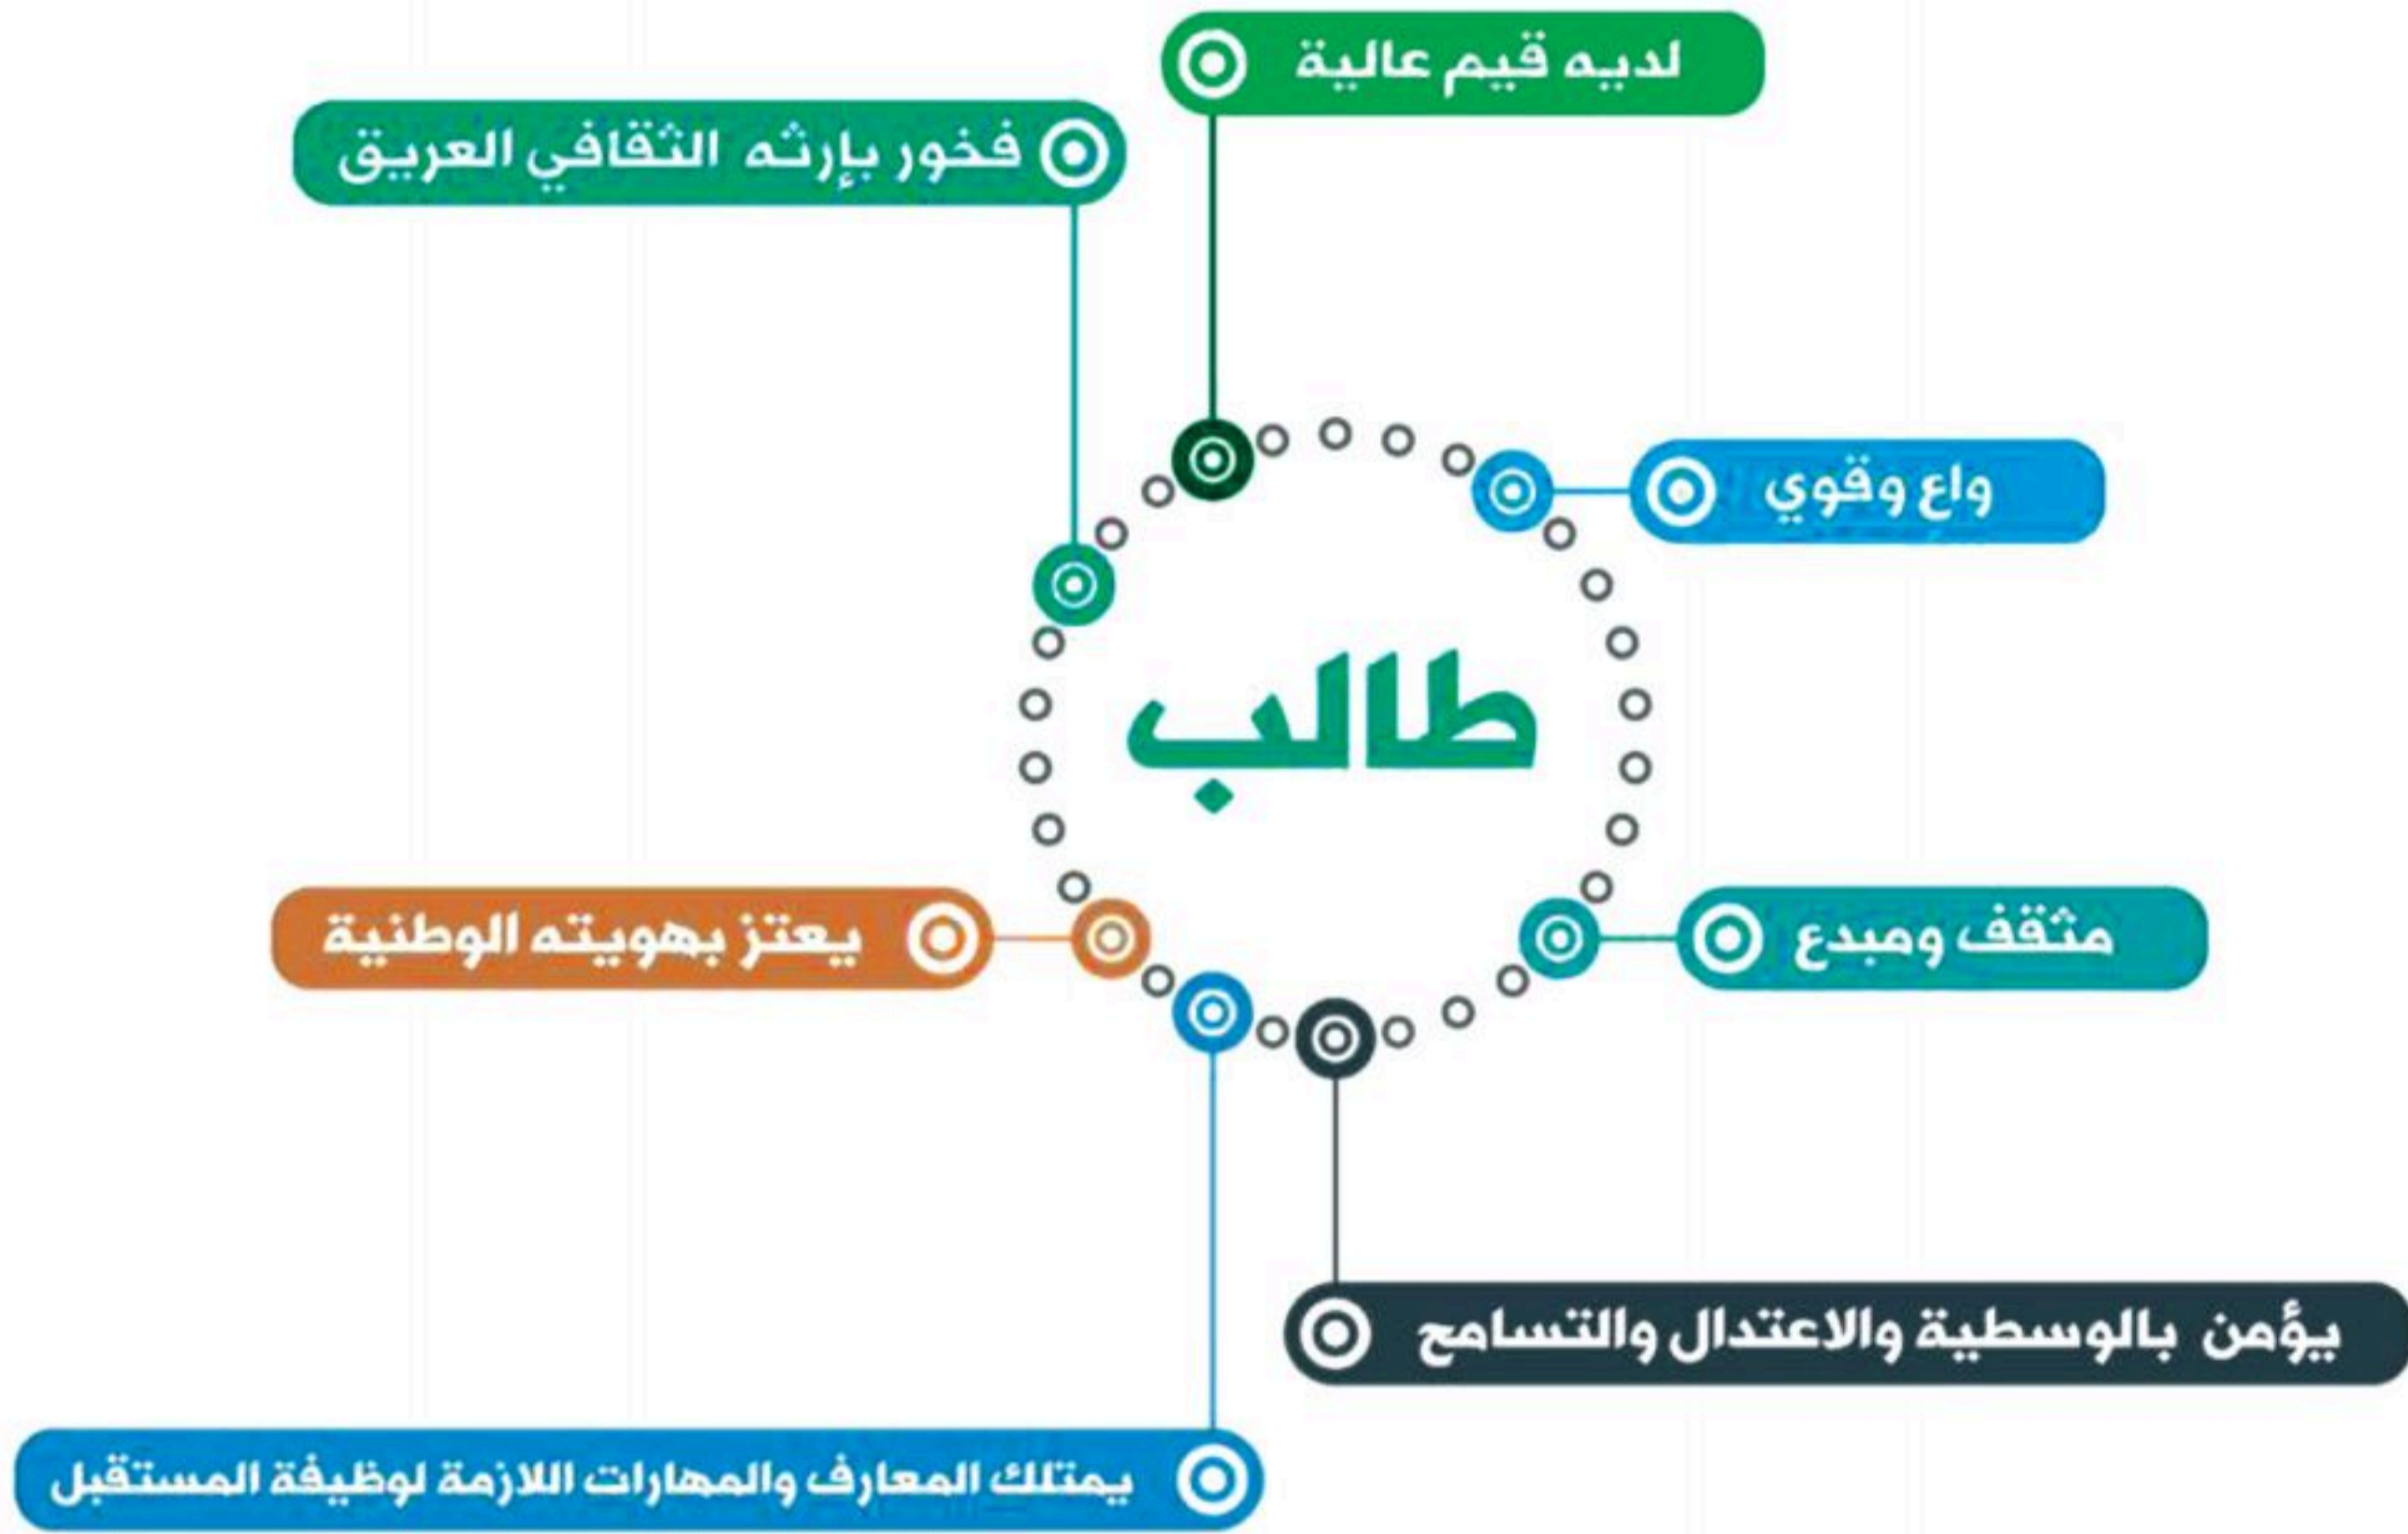 لديه قيم عالية
فخور بإرثه الثقافي العريق
واع وقوي
طالب
يعتز بهويته الوطنية
مثقف ومبدع
يؤمن بالوسطية والاعتدال والتسامح
يمتلك المعارف والمهارات اللازمة لوظيفة المستقبل